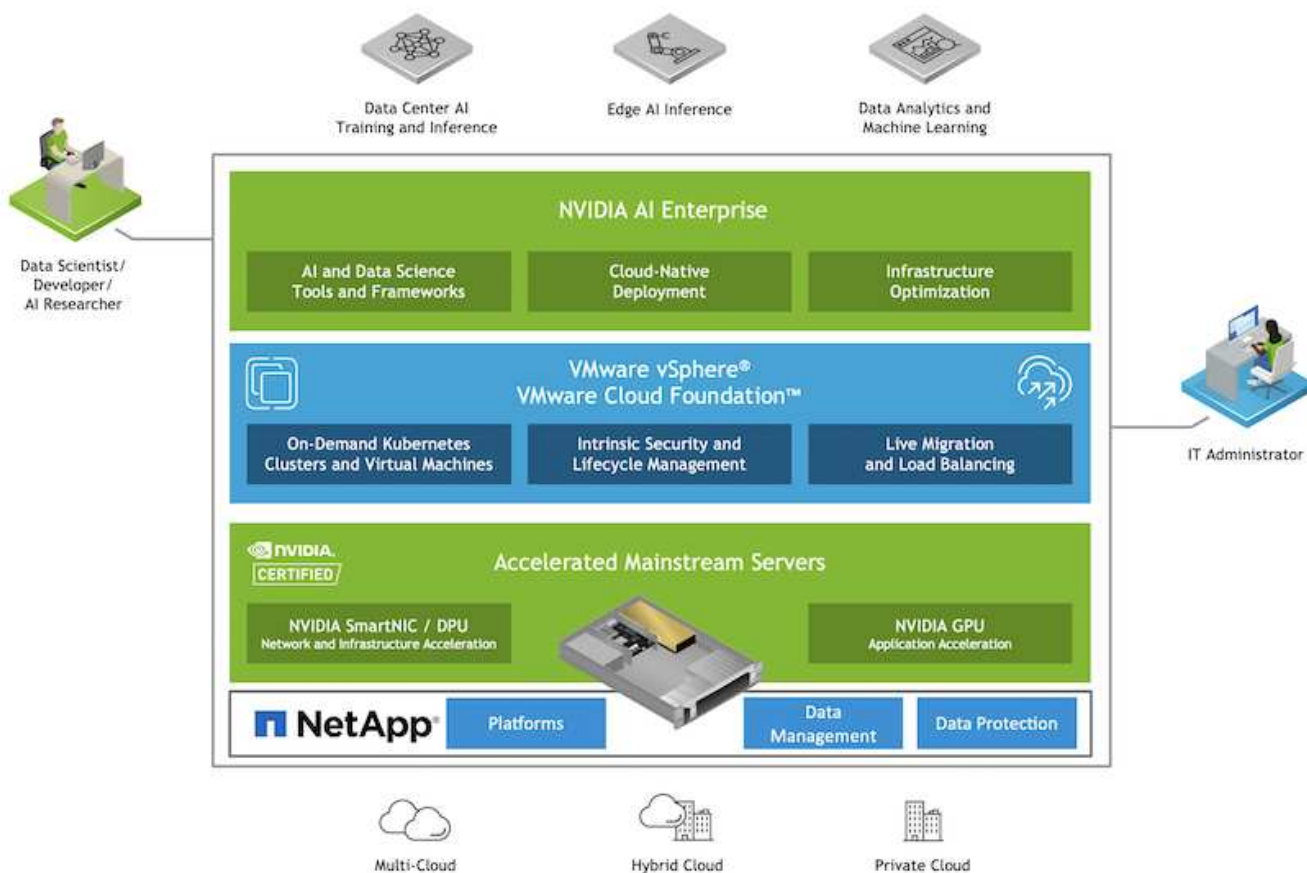 Data Center AI
Training and Inference
Edge AI Inference
Data Analytics and
Machine Learning
Data Scientist/
Developer/
AI Researcher
NVIDIA AI Enterprise
AI and Data Science
Tools and Frameworks
Cloud-Native
Deployment
Infrastructure
Optimization
VMware vSphere®
VMware Cloud Foundation™
On-Demand Kubernetes
Clusters and Virtual Machines
Intrinsic Security and
Lifecycle Management
Live Migration
and Load Balancing
IT Administrator
NVIDIA.
CERTIFIED
Accelerated Mainstream Servers
NVIDIA SmartNIC / DPU
Network and Infrastructure Acceleration
NVIDIA GPU
Application Acceleration
NetApp®
Platforms
Data
Management
Data Protection
Multi-Cloud
Hybrid Cloud
Private Cloud